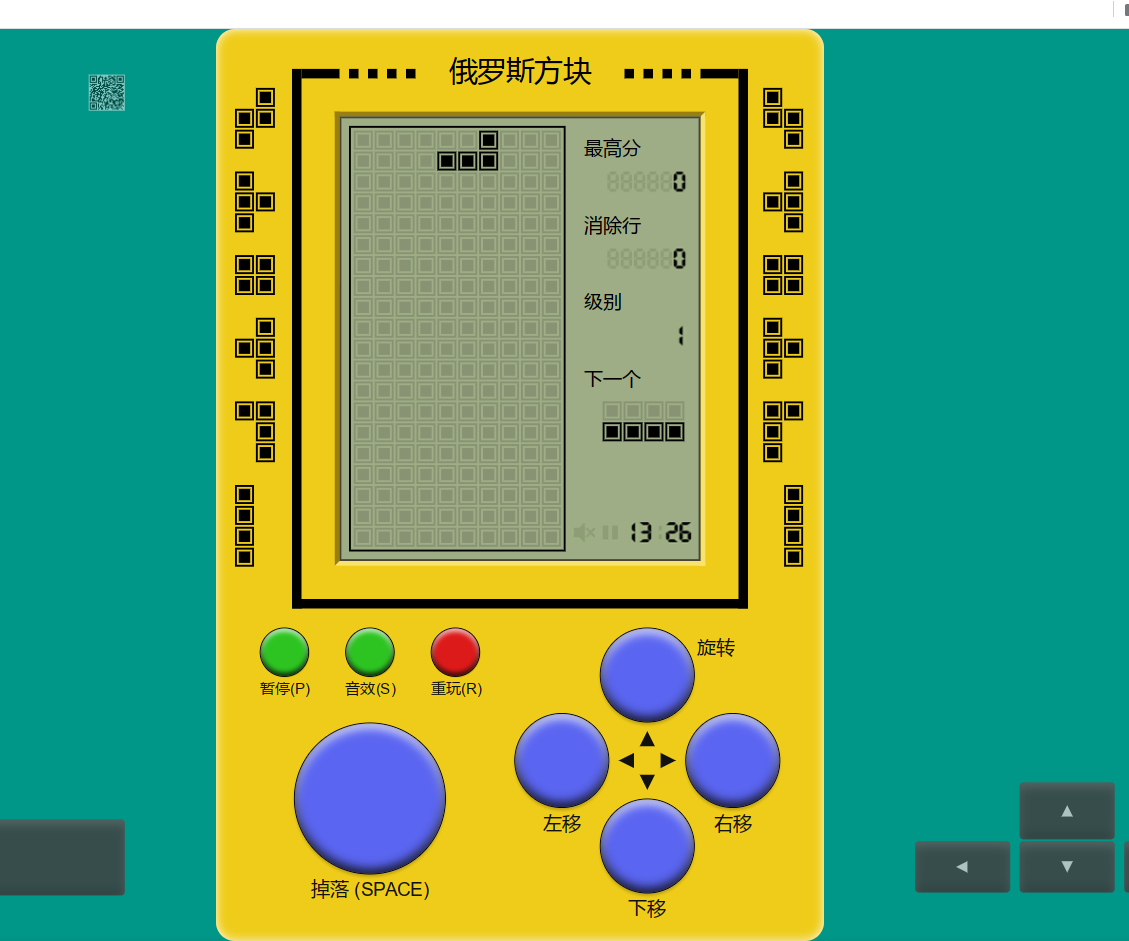 俄罗斯方块
最高分
0
消除行
0
级别
1
下一个
13:26
暂停(P)
音效(S)
重玩(R)
旋转
左移
右移
下移
掉落 (SPACE)